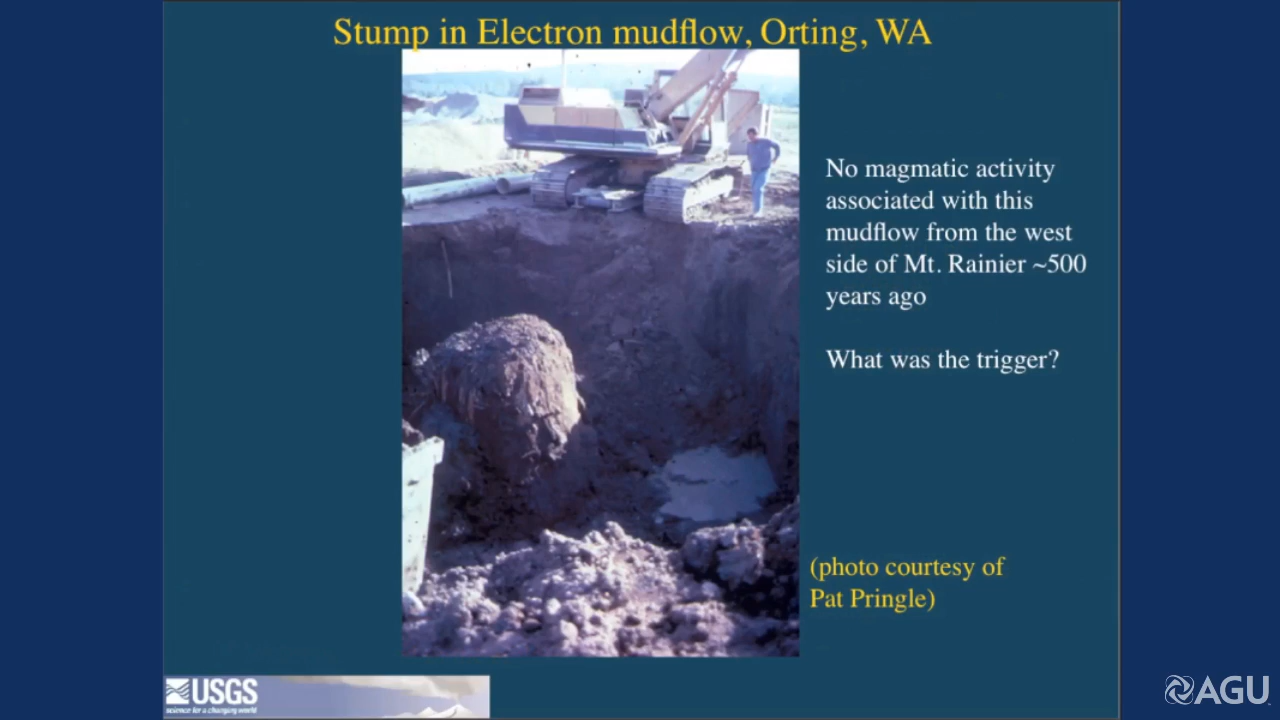 Stump in Electron mudflow, Orting, WA
No magmatic activity
associated with this
mudflow from the west
side of Mt. Rainier ~500
years ago
What was the trigger?
(photo courtesy of
Pat Pringle)
USGS
science for a changing world
AGU